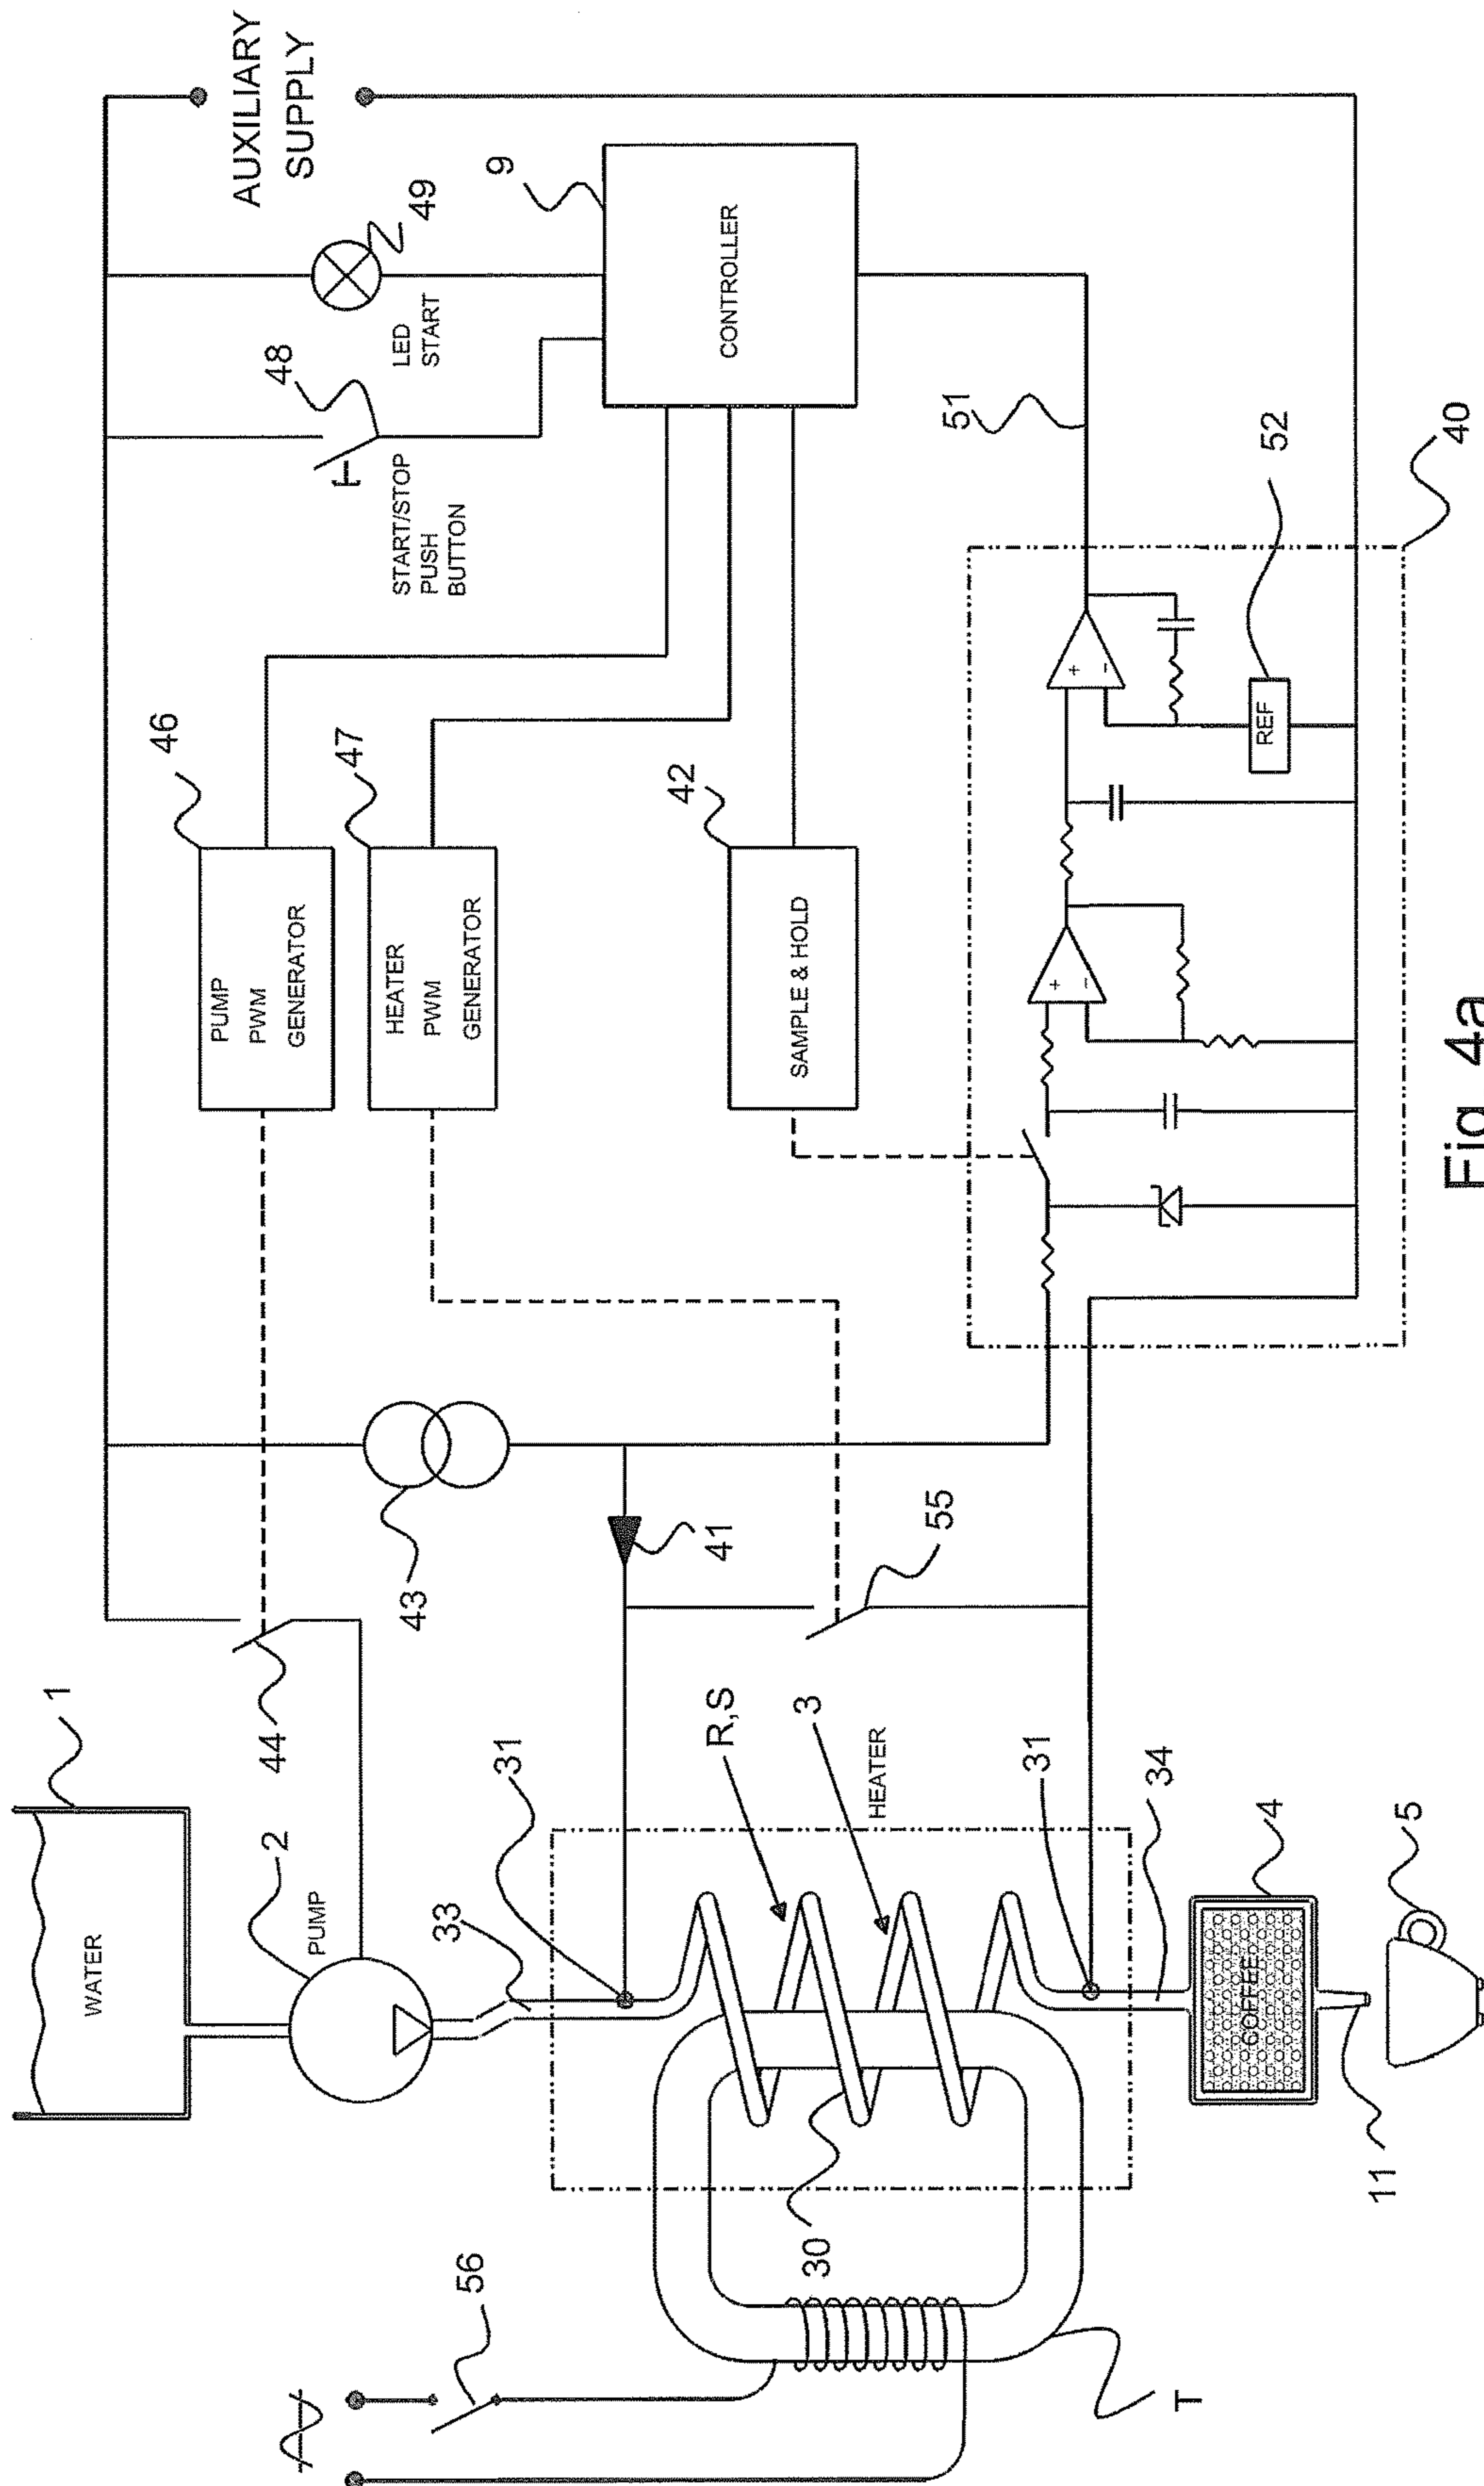 AUXILIARY
SUPPLY
49
LED
START
9
CONTROLLER
48
START/STOP
PUSH
BUTTON
51
52
40
46
PUMP
PWM
GENERATOR
47
HEATER
PWM
GENERATOR
42
SAMPLE & HOLD
+
-
REF
+
-
43
41
55
44
1
WATER
2
PUMP
33
31
R,S
3
HEATER
31
34
4
COFFEE
5
11
30
56
T
Fig. 4a